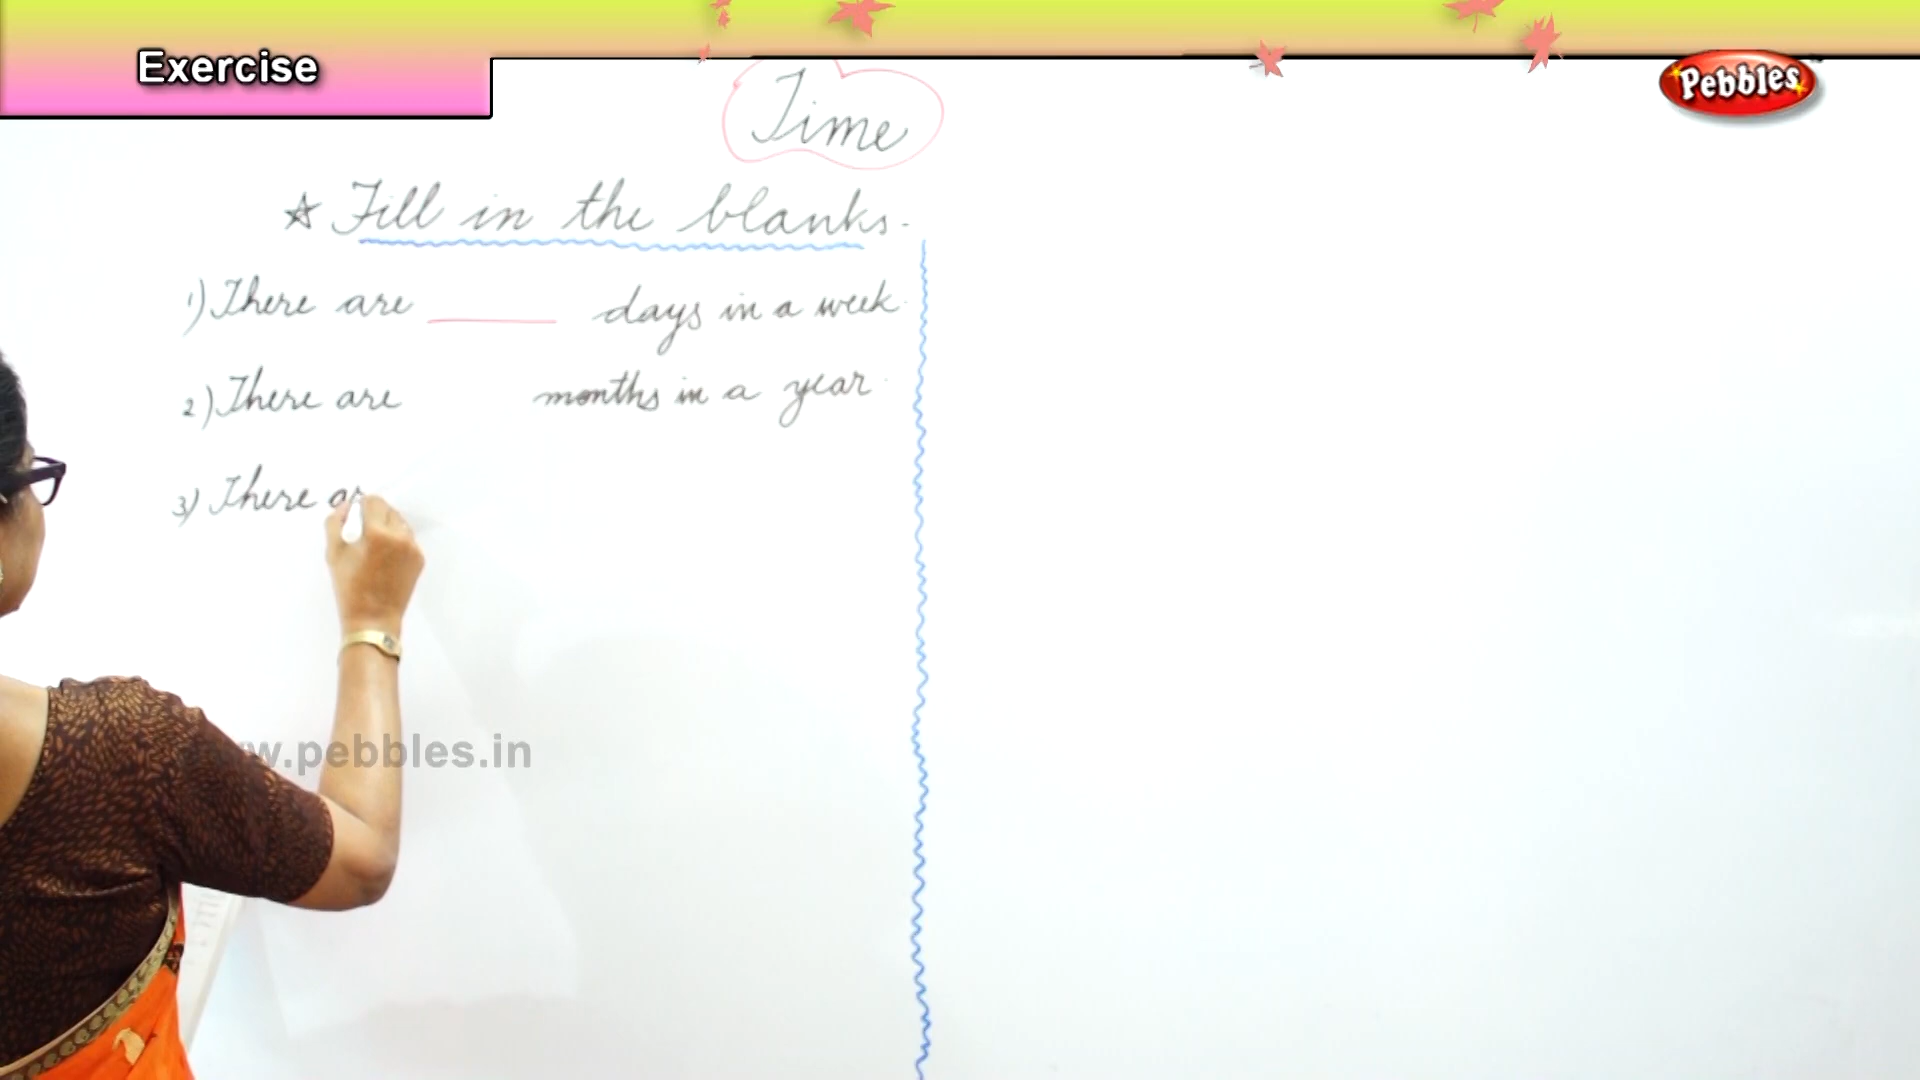 Exercise
Pebbles
Time
☆ Fill in the blanks.
1) There are ______ days in a week.
2) There are months in a year.
3) There ar
www.pebbles.in